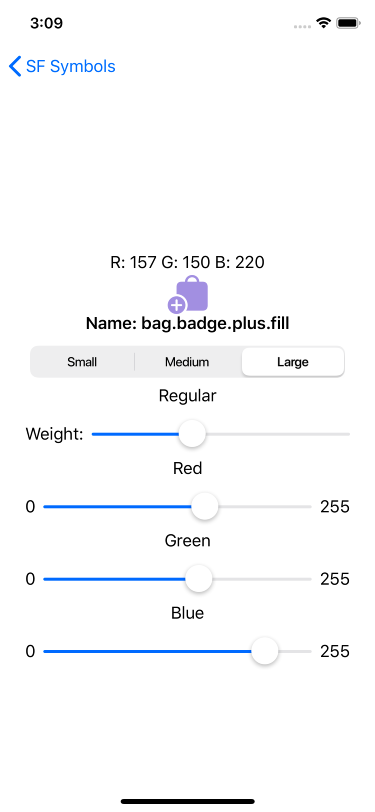 3:09
SF Symbols
R: 157 G: 150 B: 220
Name: bag.badge.plus.fill
Small Medium Large
Regular
Weight:
Red
0 255
Green
0 255
Blue
0 255